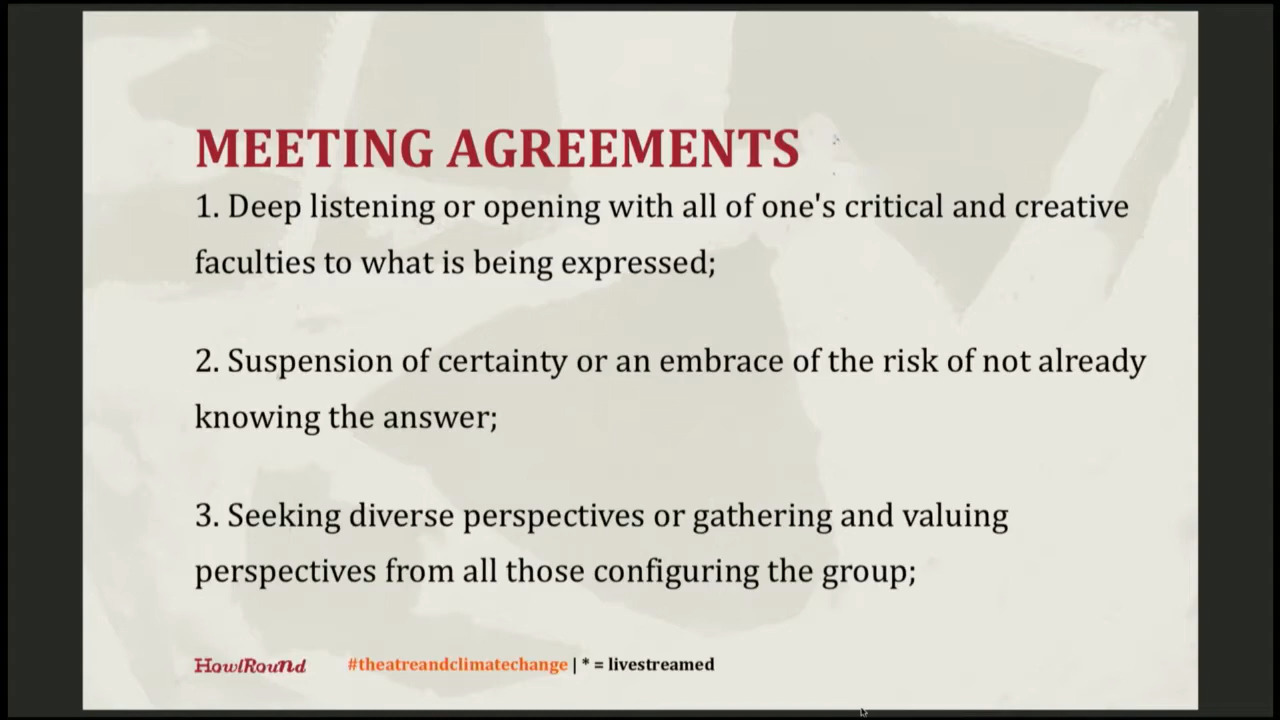 MEETING AGREEMENTS
1. Deep listening or opening with all of one's critical and creative
faculties to what is being expressed;
2. Suspension of certainty or an embrace of the risk of not already
knowing the answer;
3. Seeking diverse perspectives or gathering and valuing
perspectives from all those configuring the group;
HowlRound #theatreandclimatechange | * = livestreamed